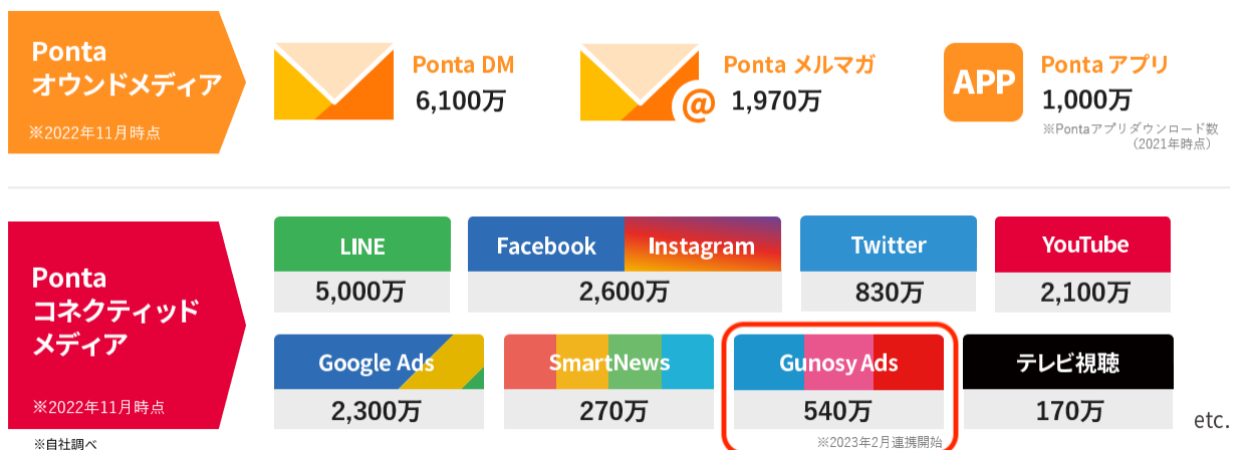 Ponta
オウンドメディア
※2022年11月時点
Ponta DM
6,100万
@
Ponta メルマガ
1,970万
APP
Ponta アプリ
1,000万
※Pontaアプリダウンロード数
(2021年時点)
Ponta
コネクティッド
メディア
※2022年11月時点
※自社調べ
LINE
5,000万
Facebook
Instagram
2,600万
Twitter
830万
YouTube
2,100万
Google Ads
2,300万
SmartNews
270万
Gunosy Ads
540万
※2023年2月連携開始
テレビ視聴
170万
etc.